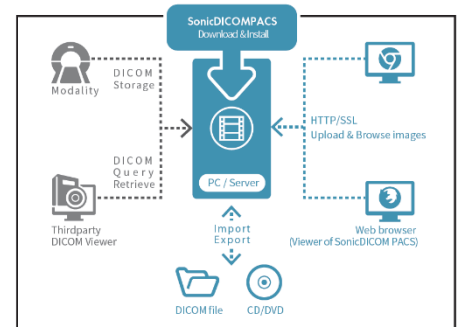 SonicDICOMPACS
Download & Install
Modality
DICOM
Storage
DICOM
Query
Retrieve
Thirdparty
DICOM Viewer
PC / Server
HTTP/SSL
Upload & Browse images
Web browser
(Viewer of SonicDICOM PACS)
Import
Export
DICOM file
CD/DVD